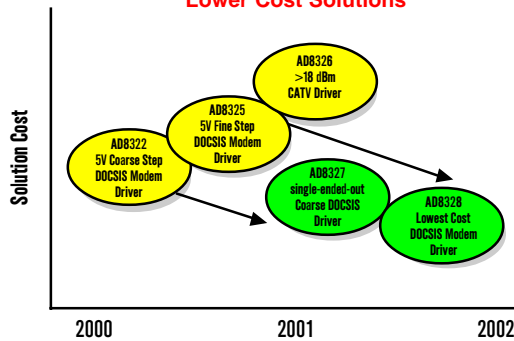 Lower Cost Solutions
Solution Cost
AD8326
>18 dBm
CATV Driver
AD8325
5V Fine Step
DOCSIS Modem
Driver
AD8322
5V Coarse Step
DOCSIS Modem
Driver
AD8327
single-ended-out
Coarse DOCSIS
Driver
AD8328
Lowest Cost
DOCSIS Modem
Driver
2000
2001
2002